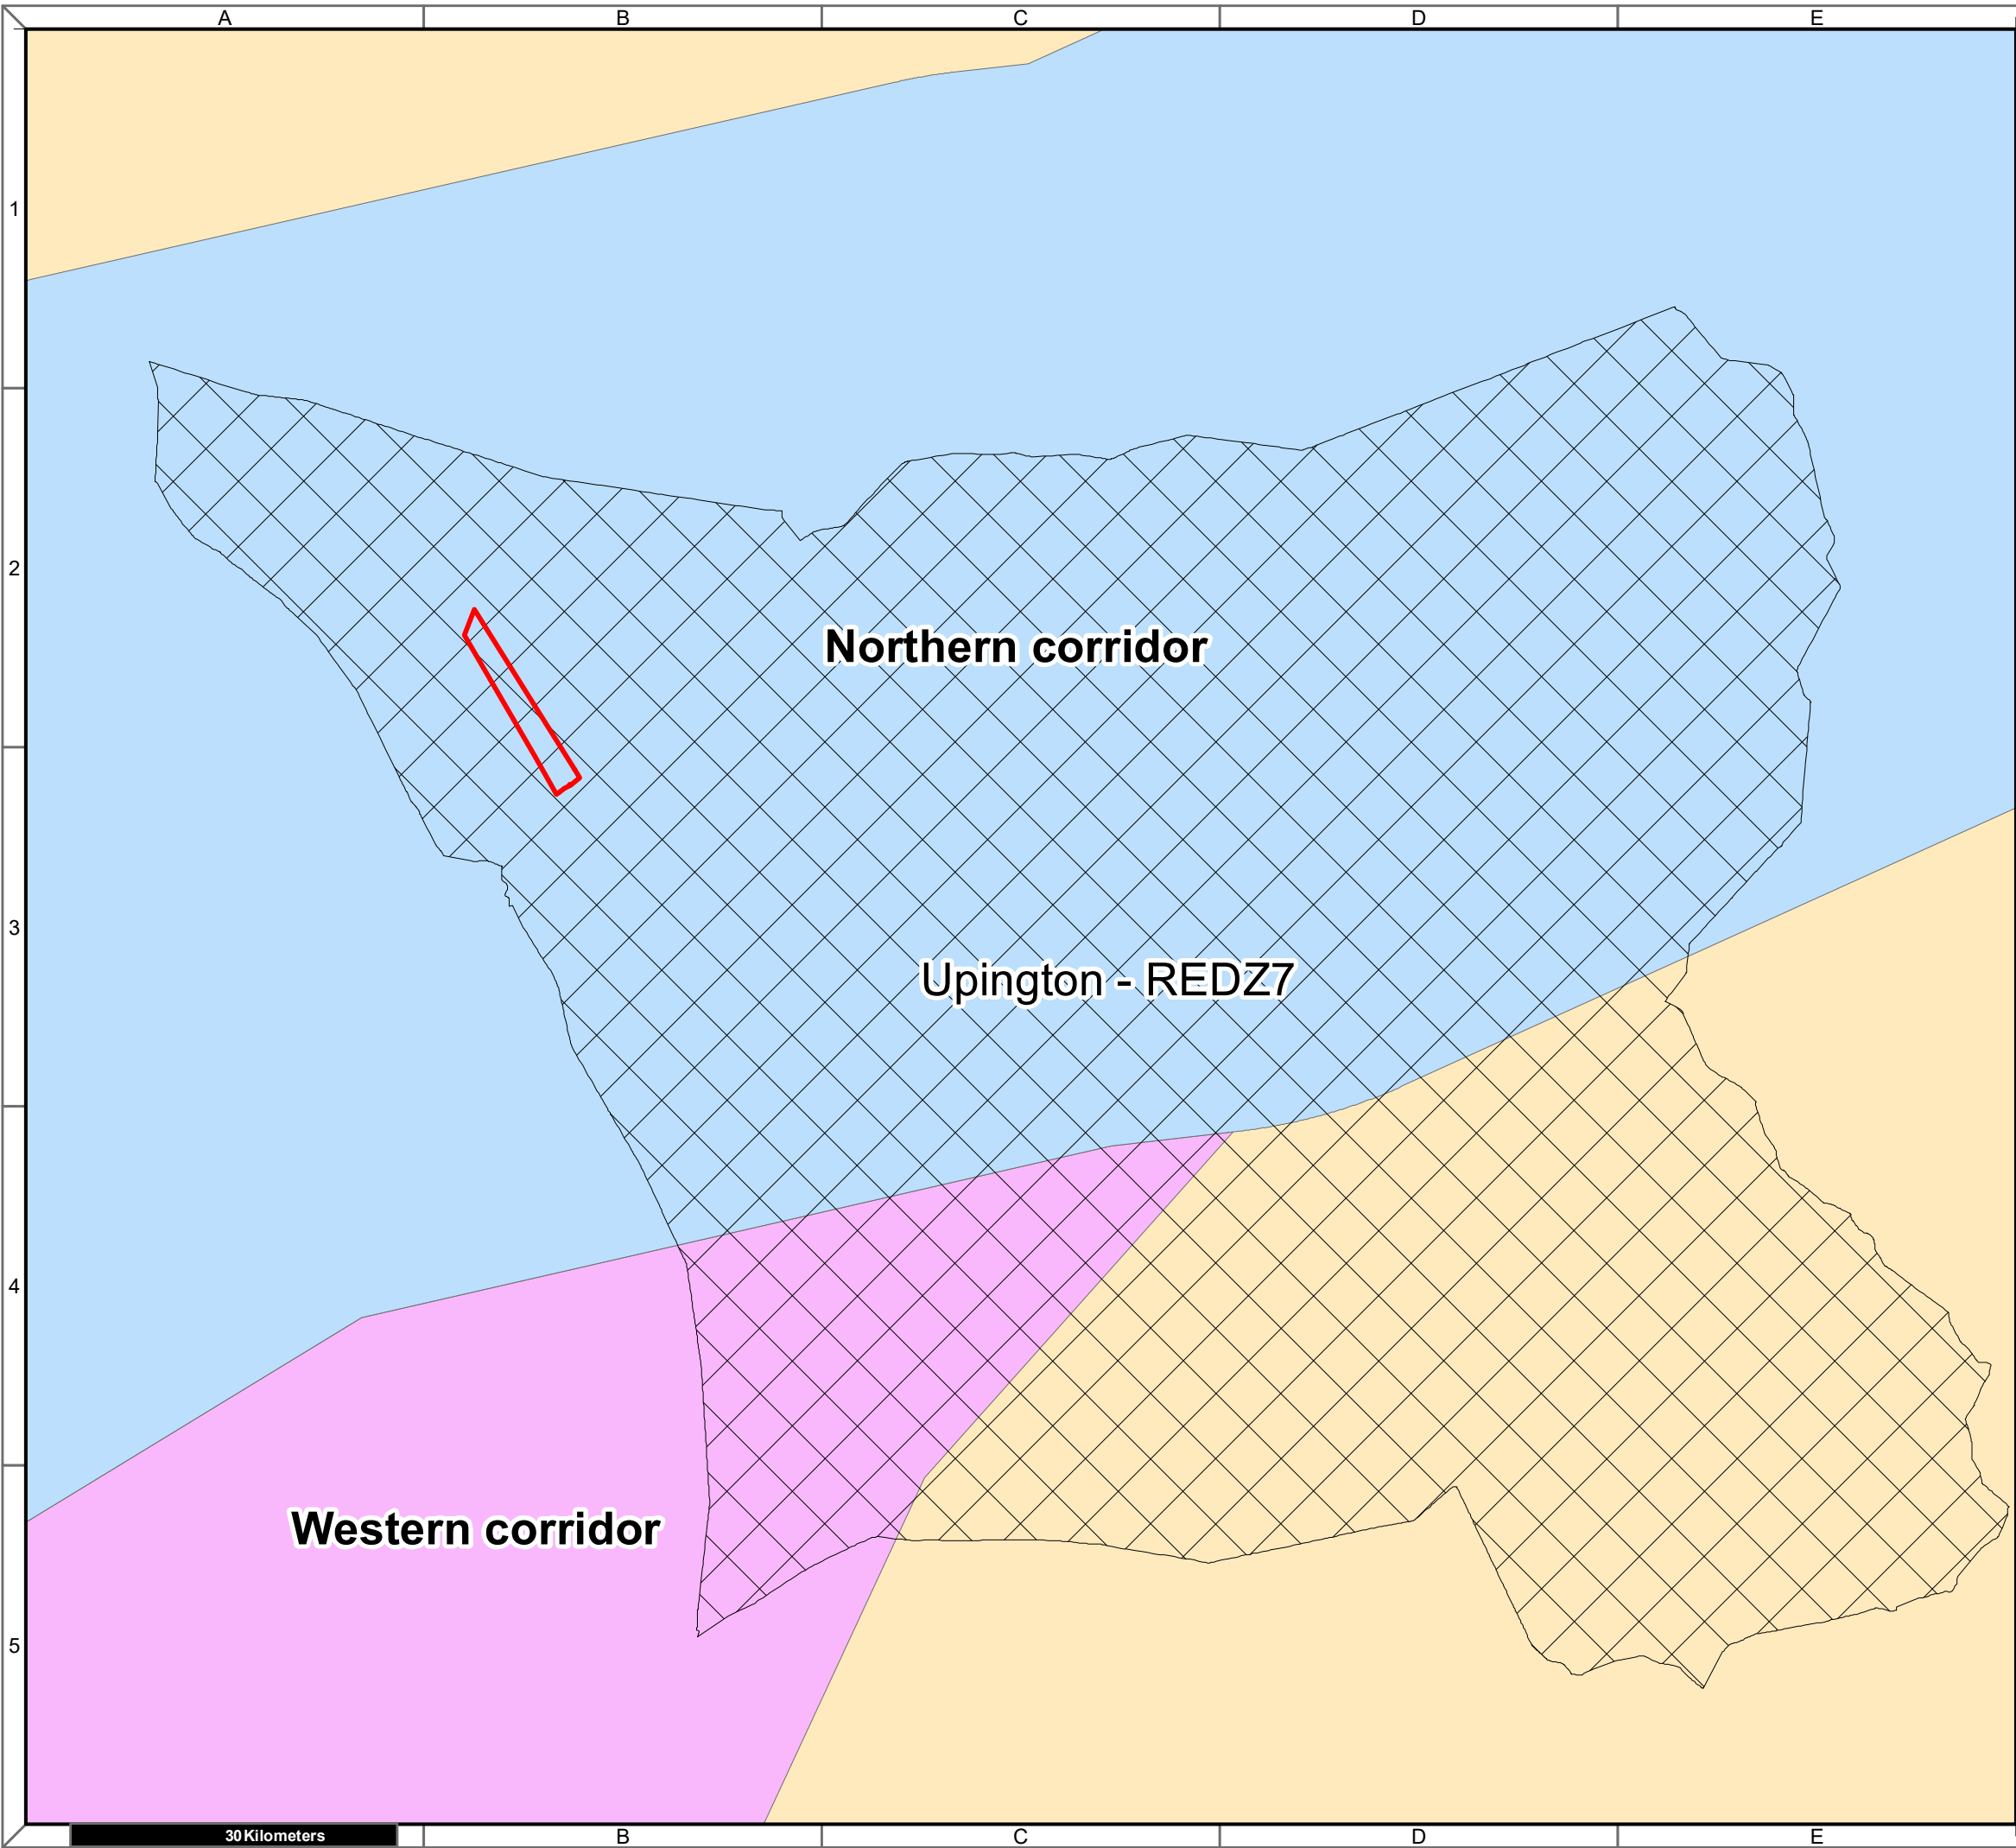 A B C D E
1
2
Northern corridor
3
Upington - REDZ7
4
Western corridor
5
30 Kilometers
B C D E